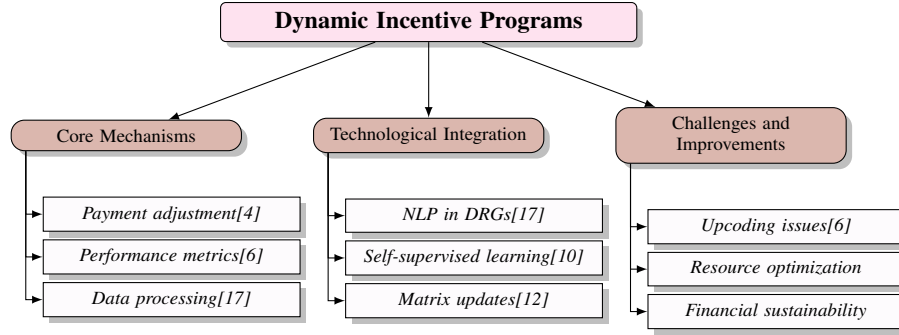 Dynamic Incentive Programs
Core Mechanisms
Payment adjustment[4]
Performance metrics[6]
Data processing[17]
Technological Integration
NLP in DRGs[17]
Self-supervised learning[10]
Matrix updates[12]
Challenges and
Improvements
Upcoding issues[6]
Resource optimization
Financial sustainability